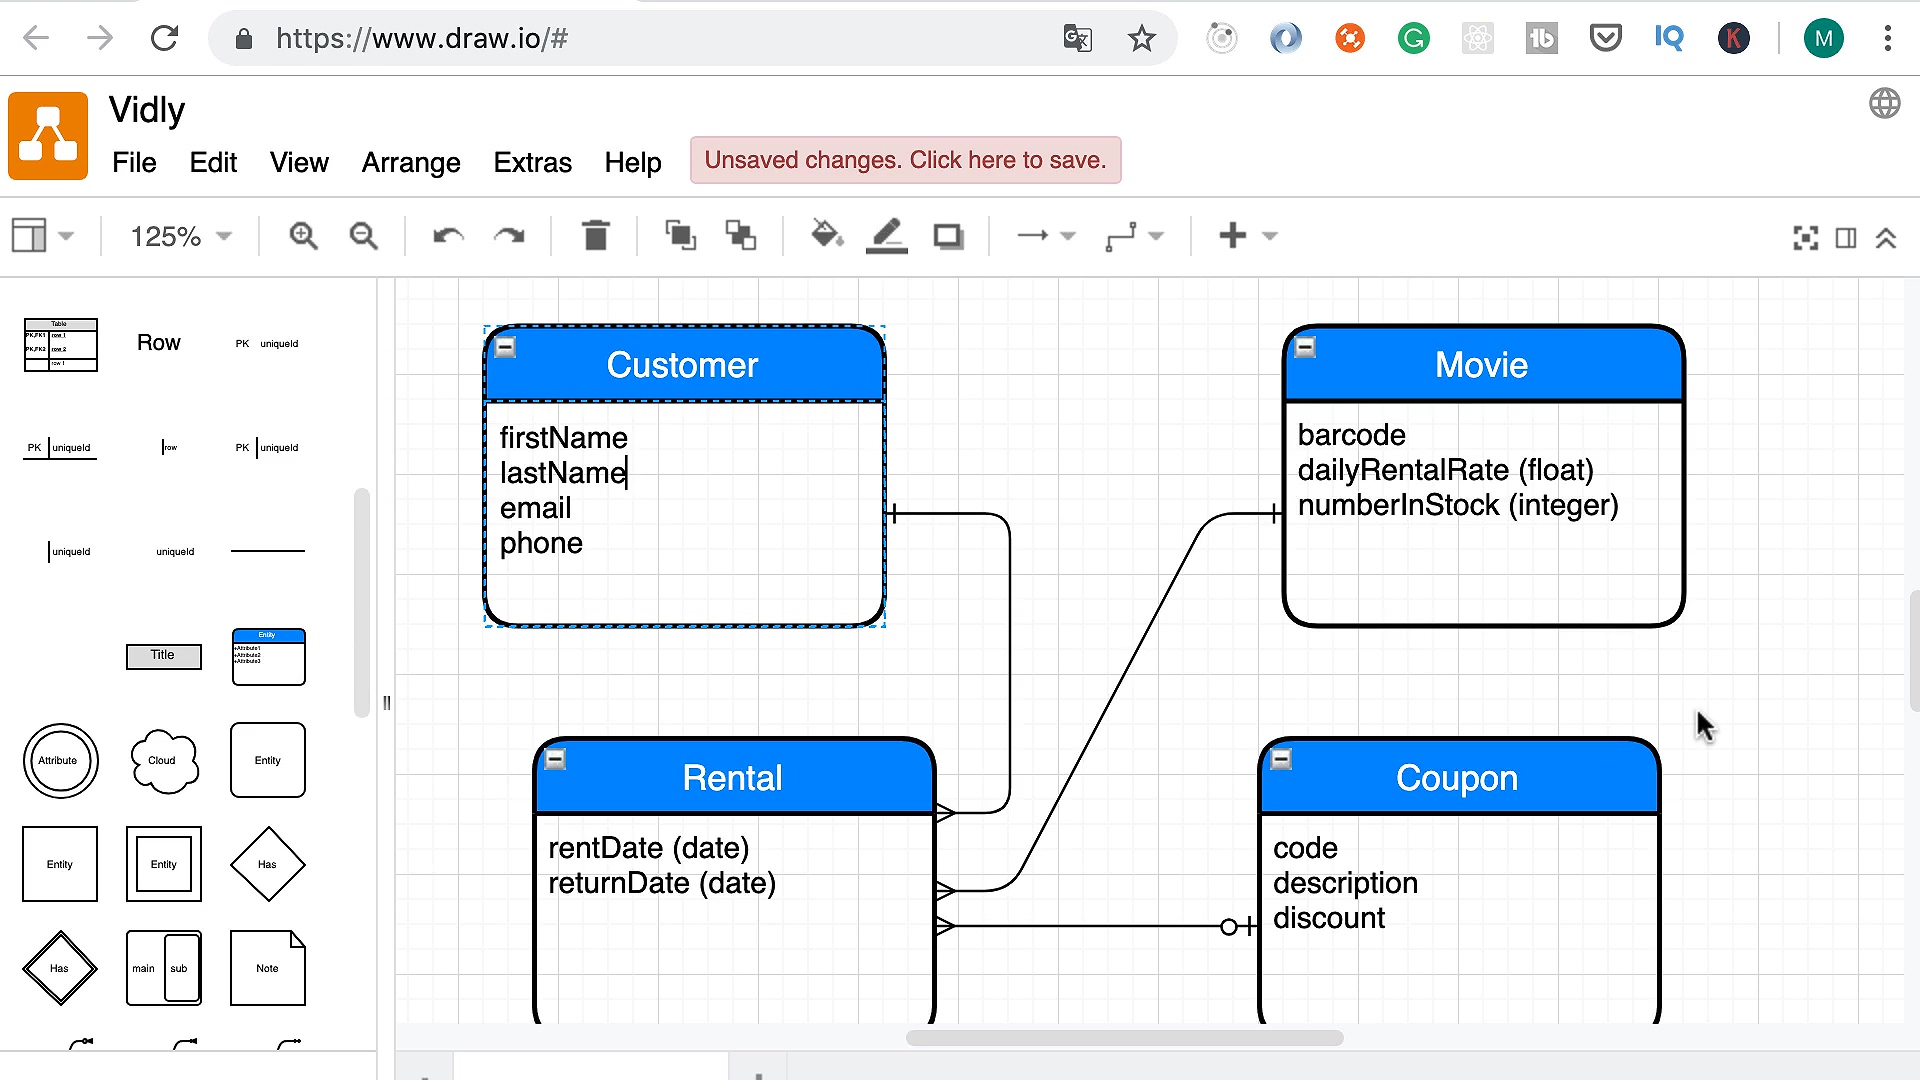 https://www.draw.io/#
M
Vidly
File Edit View Arrange Extras Help
Unsaved changes. Click here to save.
125%
Table
PK,FK1 row 1
PK,FK2 row 2
row 1
Row
PK uniqueId
PK uniqueId
row
PK uniqueId
uniqueId
uniqueId
Title
Entity
+Attribute1
+Attribute2
+Attribute3
Attribute
Cloud
Entity
Entity
Entity
Has
Has
main sub
Note
Customer
firstName
lastName
email
phone
Movie
barcode
dailyRentalRate (float)
numberInStock (integer)
Rental
rentDate (date)
returnDate (date)
Coupon
code
description
discount
G
tb
IQ
K